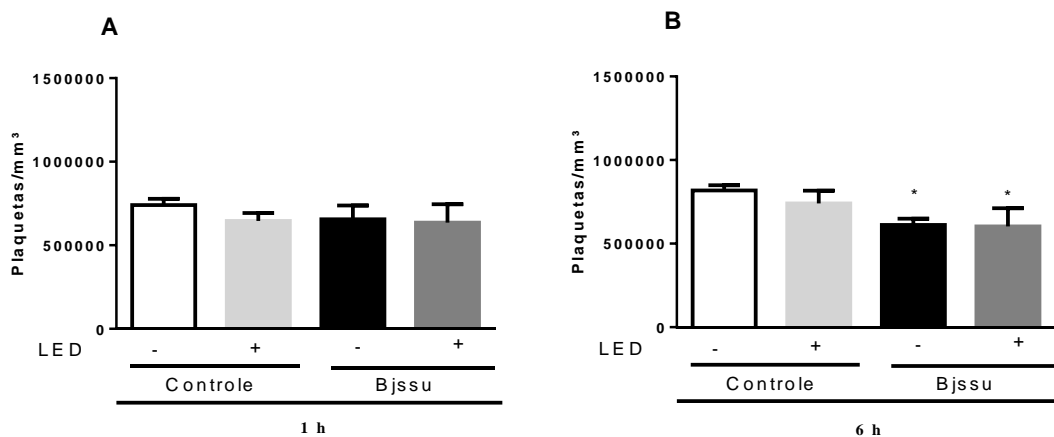 A
Plaquetas/mm³
1500000
1000000
500000
0
LED - + - +
Controle Bjssu
1 h
B
Plaquetas/mm³
1500000
1000000
500000
0
* *
- + - +
Controle Bjssu
6 h